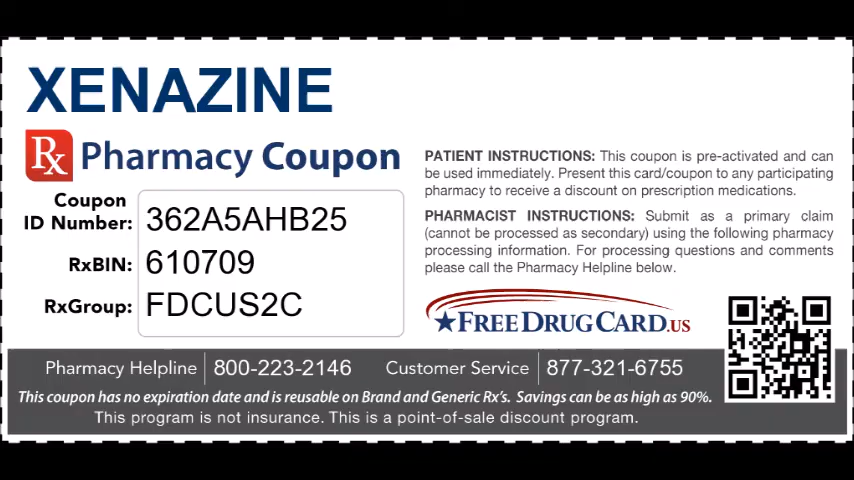 XENAZINE
Rx Pharmacy Coupon
Coupon
ID Number: 362A5AHB25
RxBIN: 610709
RxGroup: FDCUS2C
PATIENT INSTRUCTIONS: This coupon is pre-activated and can
be used immediately. Present this card/coupon to any participating
pharmacy to receive a discount on prescription medications.
PHARMACIST INSTRUCTIONS: Submit as a primary claim
(cannot be processed as secondary) using the following pharmacy
processing information. For processing questions and comments
please call the Pharmacy Helpline below.
FREEDRUGCARD.US
Pharmacy Helpline 800-223-2146 Customer Service 877-321-6755
This coupon has no expiration date and is reusable on Brand and Generic Rx's. Savings can be as high as 90%.
This program is not insurance. This is a point-of-sale discount program.